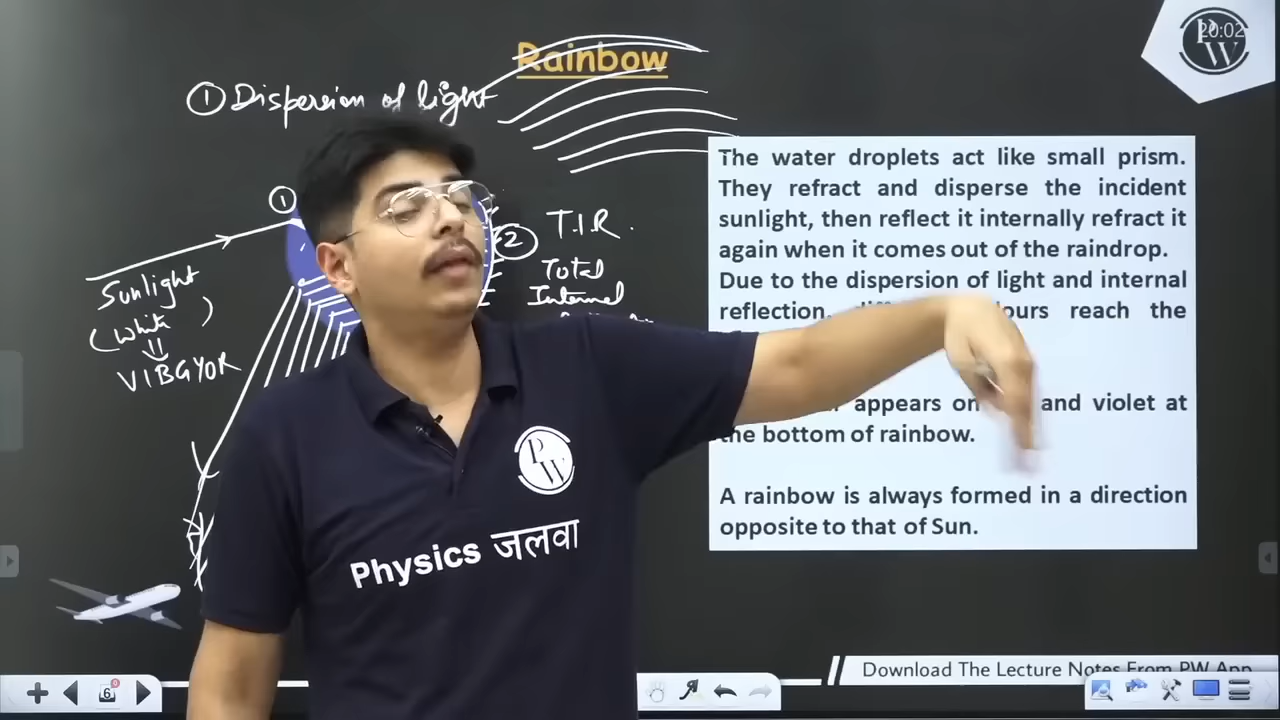 Rainbow
20:02
PW
① Dispersion of light
①
② T.I.R.
Total
Internal
Sunlight
(White)
VIBGYOR
The water droplets act like small prism.
They refract and disperse the incident
sunlight, then reflect it internally refract it
again when it comes out of the raindrop.
Due to the dispersion of light and internal
reflection, ours reach the
appears on and violet at
the bottom of rainbow.
A rainbow is always formed in a direction
opposite to that of Sun.
PW
Physics जलवा
Download The Lecture Notes From PW App
6
0